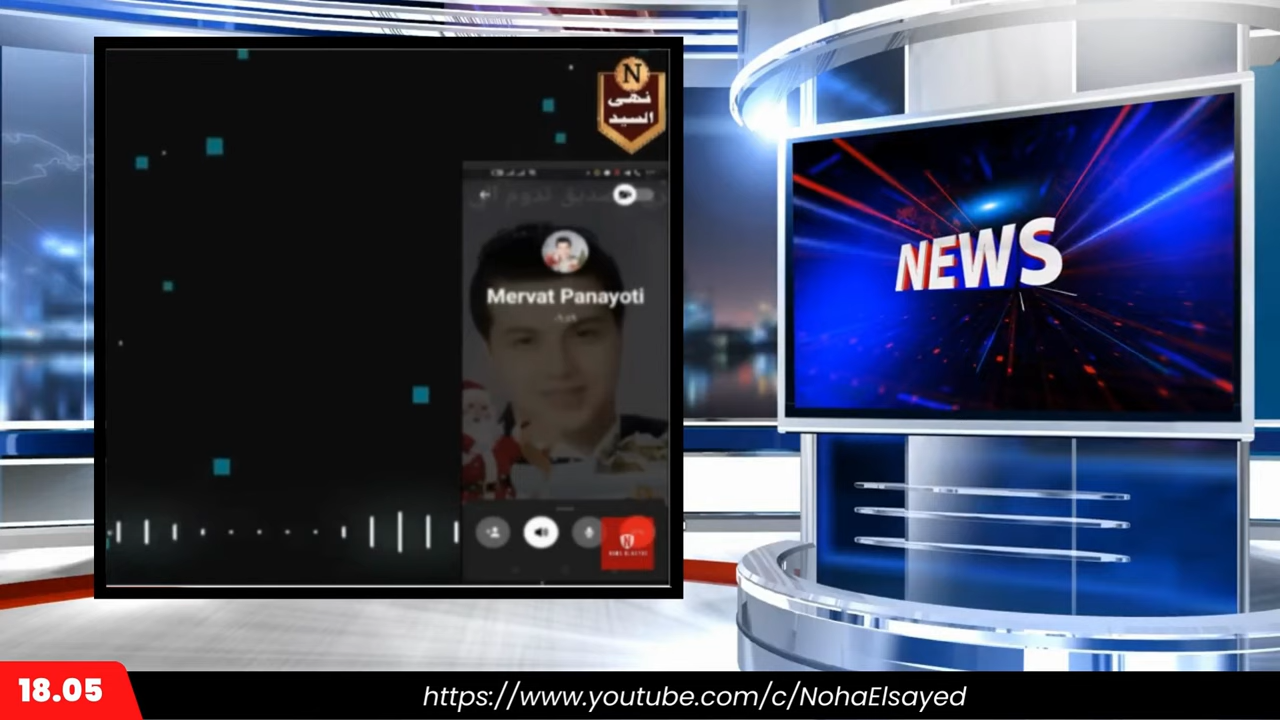 N
نهى
السيد
Mervat Panayoti
NEWS
18.05
https://www.youtube.com/c/NohaElsayed